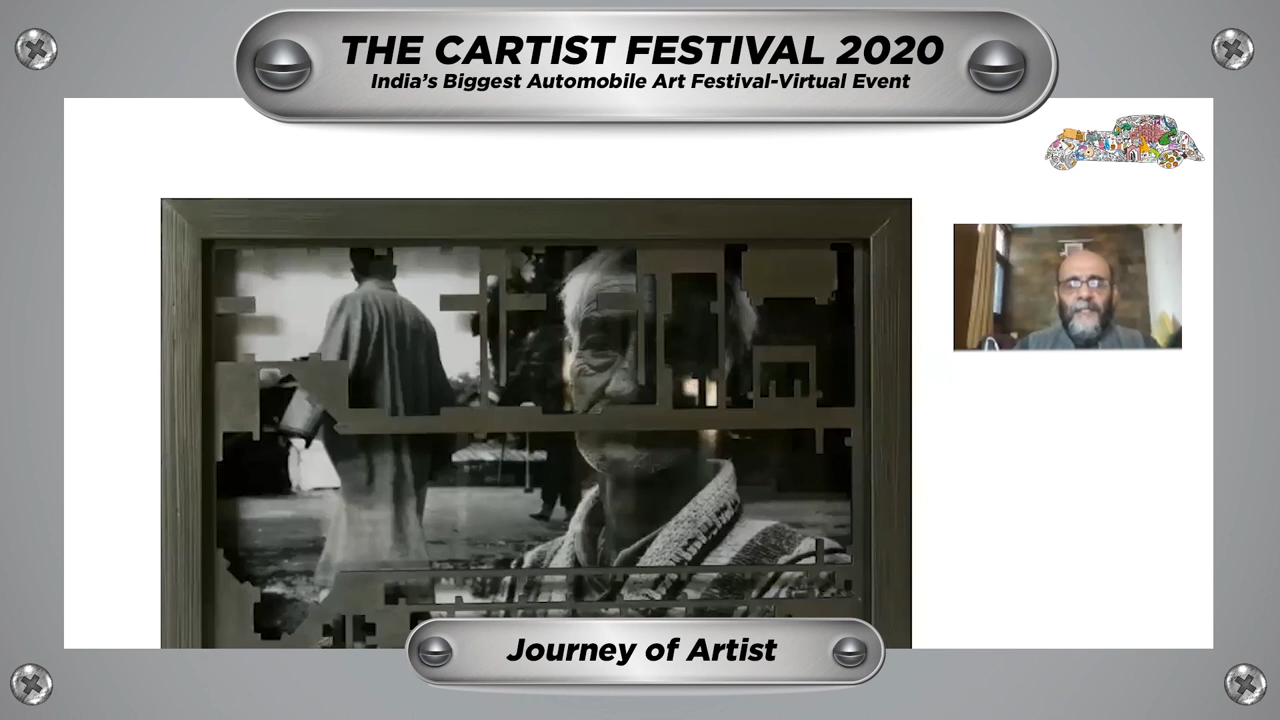 THE CARTIST FESTIVAL 2020
India's Biggest Automobile Art Festival-Virtual Event
Journey of Artist